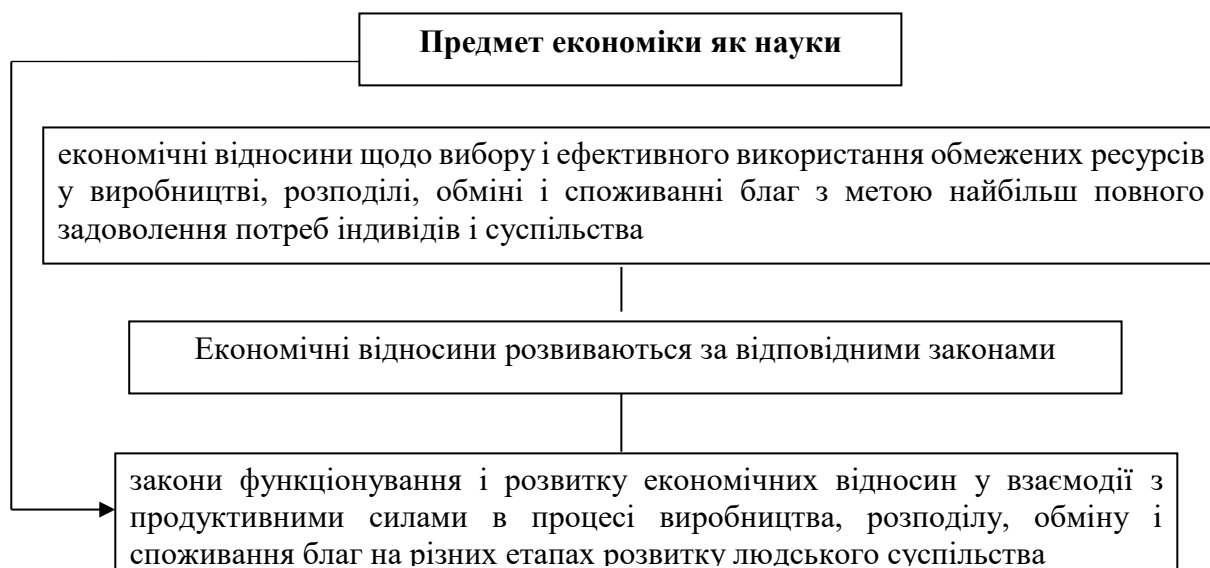 Предмет економіки як науки
економічні відносини щодо вибору і ефективного використання обмежених ресурсів
у виробництві, розподілі, обміні і споживанні благ з метою найбільш повного
задоволення потреб індивідів і суспільства
Економічні відносини розвиваються за відповідними законами
закони функціонування і розвитку економічних відносин у взаємодії з
продуктивними силами в процесі виробництва, розподілу, обміну і
споживання благ на різних етапах розвитку людського суспільства